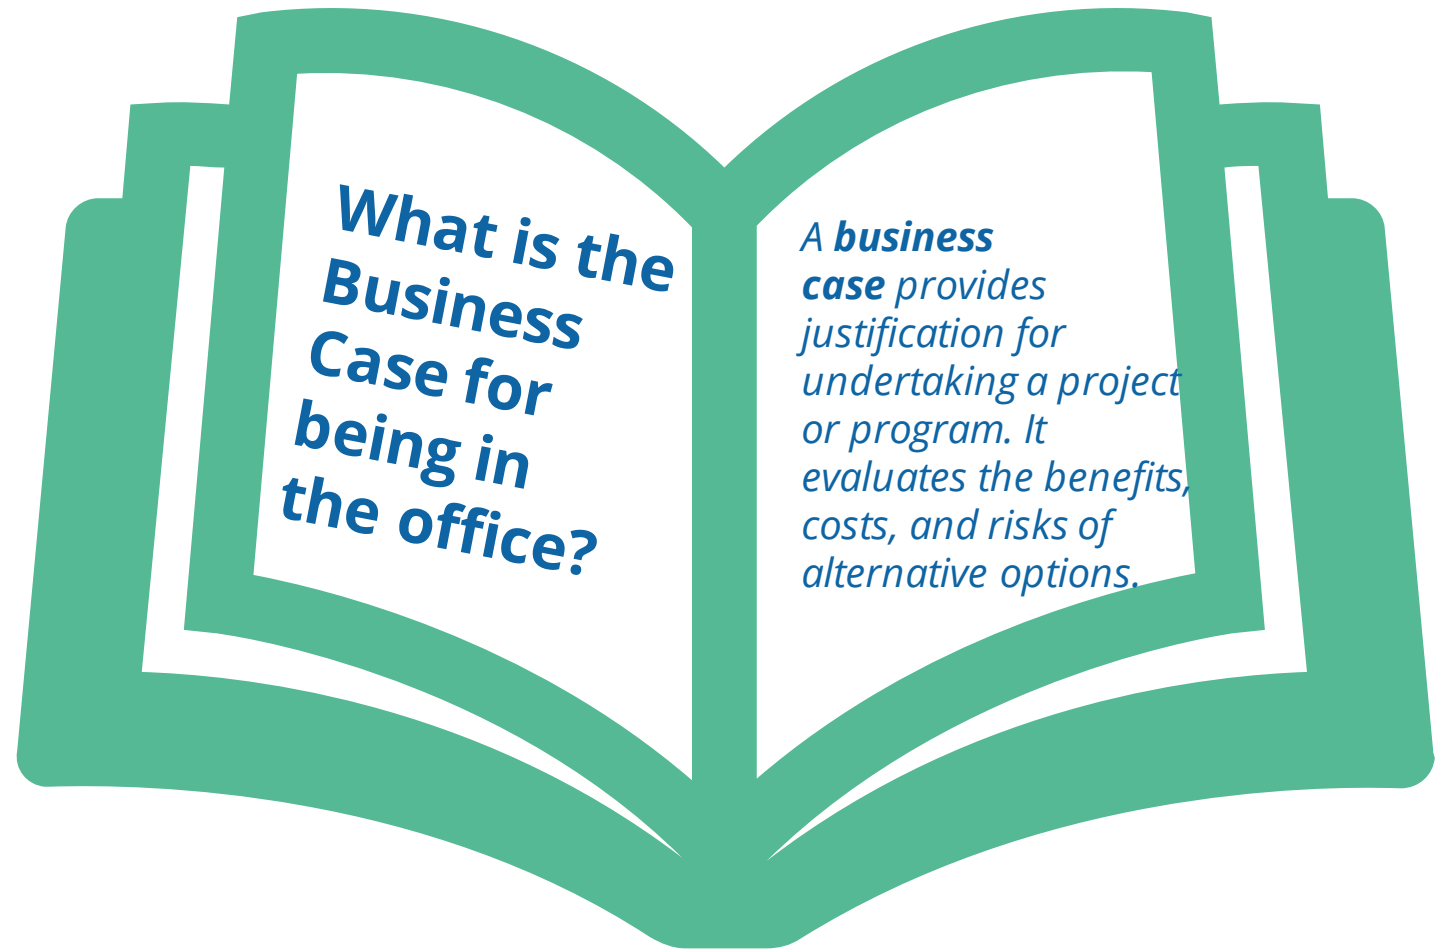 What is the
Business
Case for
being in
the office?
A business
case provides
justification for
undertaking a project
or program. It
evaluates the benefits,
costs, and risks of
alternative options.